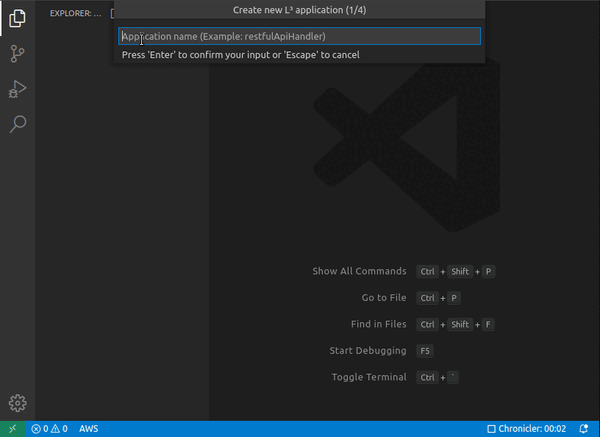 Create new L³ application (1/4)
EXPLORER: ...
Application name (Example: restfulApiHandler)
Press 'Enter' to confirm your input or 'Escape' to cancel
Show All Commands Ctrl + Shift + P
Go to File Ctrl + P
Find in Files Ctrl + Shift + F
Start Debugging F5
Toggle Terminal Ctrl + `
0 0 AWS Chronicler: 00:02